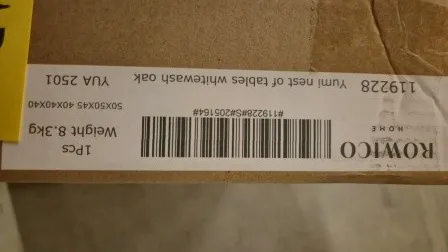 119228 Yumi nest of tables whitewash oak YUA 2501
50X50X45 40X40X40
#119228#S#205164#
ROWICO
HOME
1Pcs
Weight 8.3kg